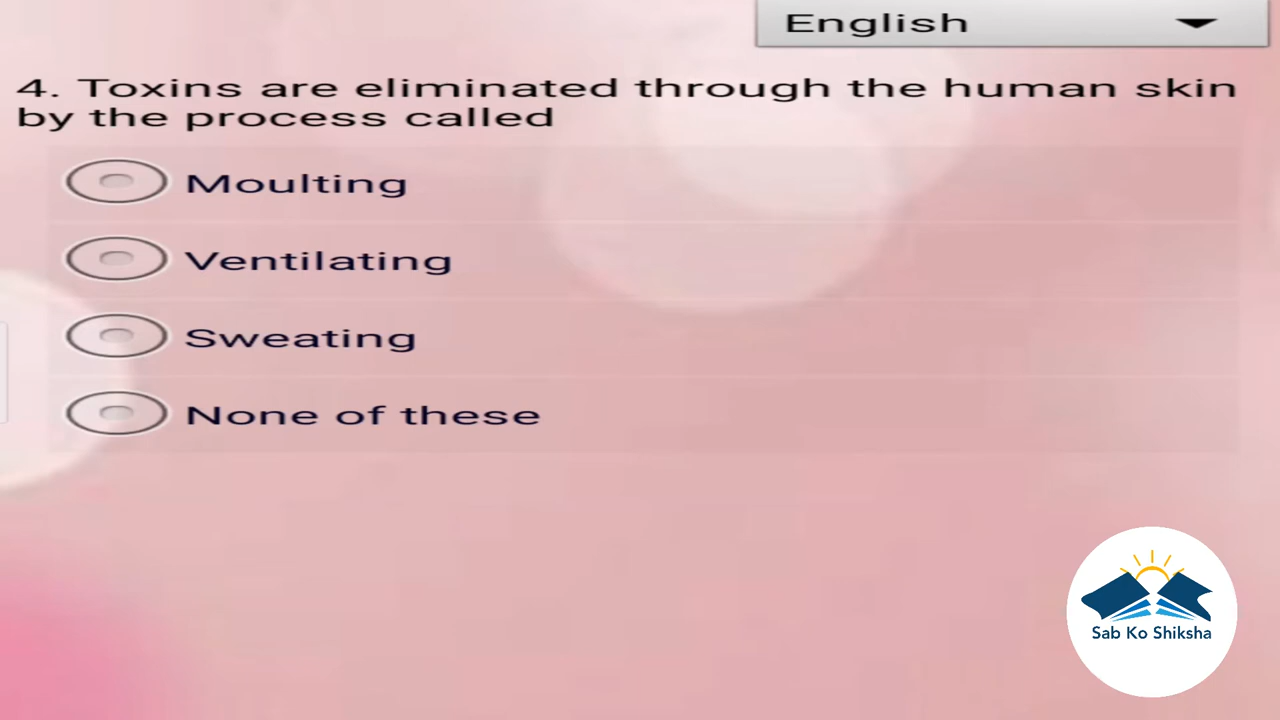 English
4. Toxins are eliminated through the human skin
by the process called
Moulting
Ventilating
Sweating
None of these
Sab Ko Shiksha